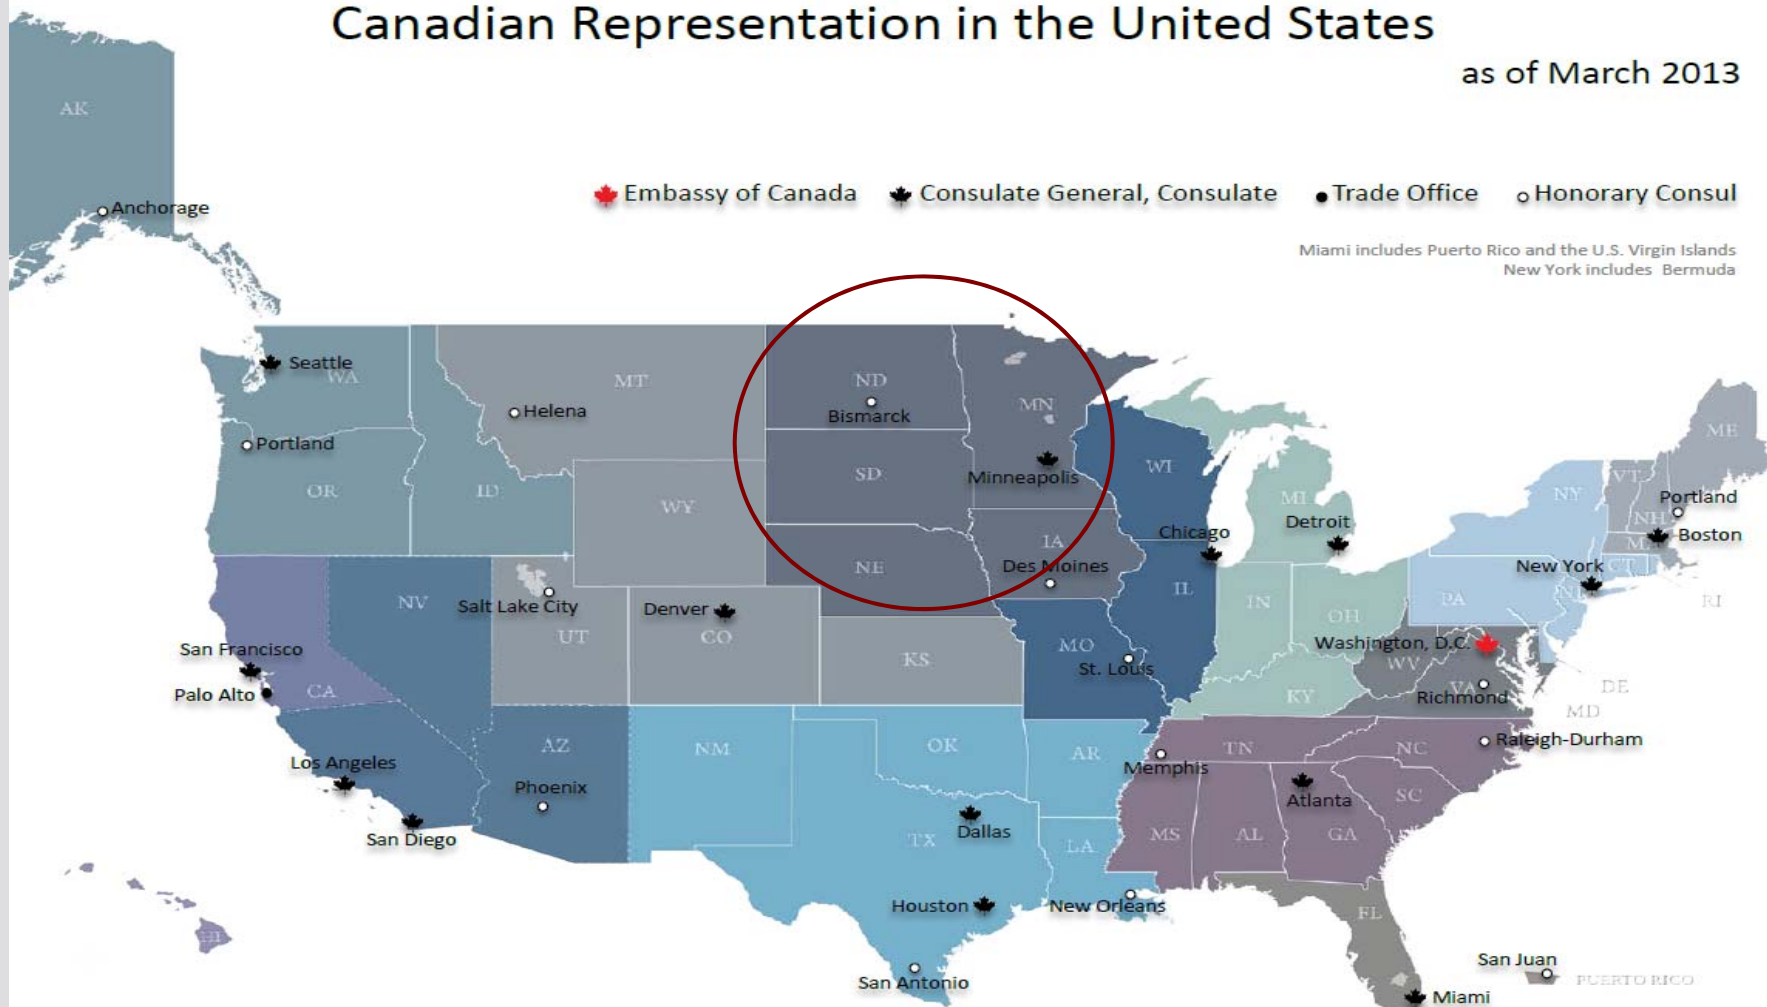 Canadian Representation in the United States
as of March 2013
AK
Anchorage
Embassy of Canada Consulate General, Consulate Trade Office Honorary Consul
Miami includes Puerto Rico and the U.S. Virgin Islands
New York includes Bermuda
Seattle
WA
MT
ND
MN
Helena
Bismarck
Portland
ME
OR
ID
WY
SD
Minneapolis
WI
MI
NY
VT
NH
Portland
Chicago
Detroit
Boston
IA
Des Moines
NE
New York
CT
RI
NV
Salt Lake City
UT
Denver
CO
IL
IN
OH
PA
NJ
San Francisco
Palo Alto
CA
KS
MO
St. Louis
KY
Washington, D.C.
WV
VA
Richmond
DE
MD
AZ
NM
OK
AR
TN
NC
Raleigh-Durham
Memphis
Los Angeles
Phoenix
San Diego
Dallas
TX
LA
MS
AL
GA
SC
Atlanta
Houston
New Orleans
FL
HI
San Antonio
San Juan
PUERTO RICO
Miami